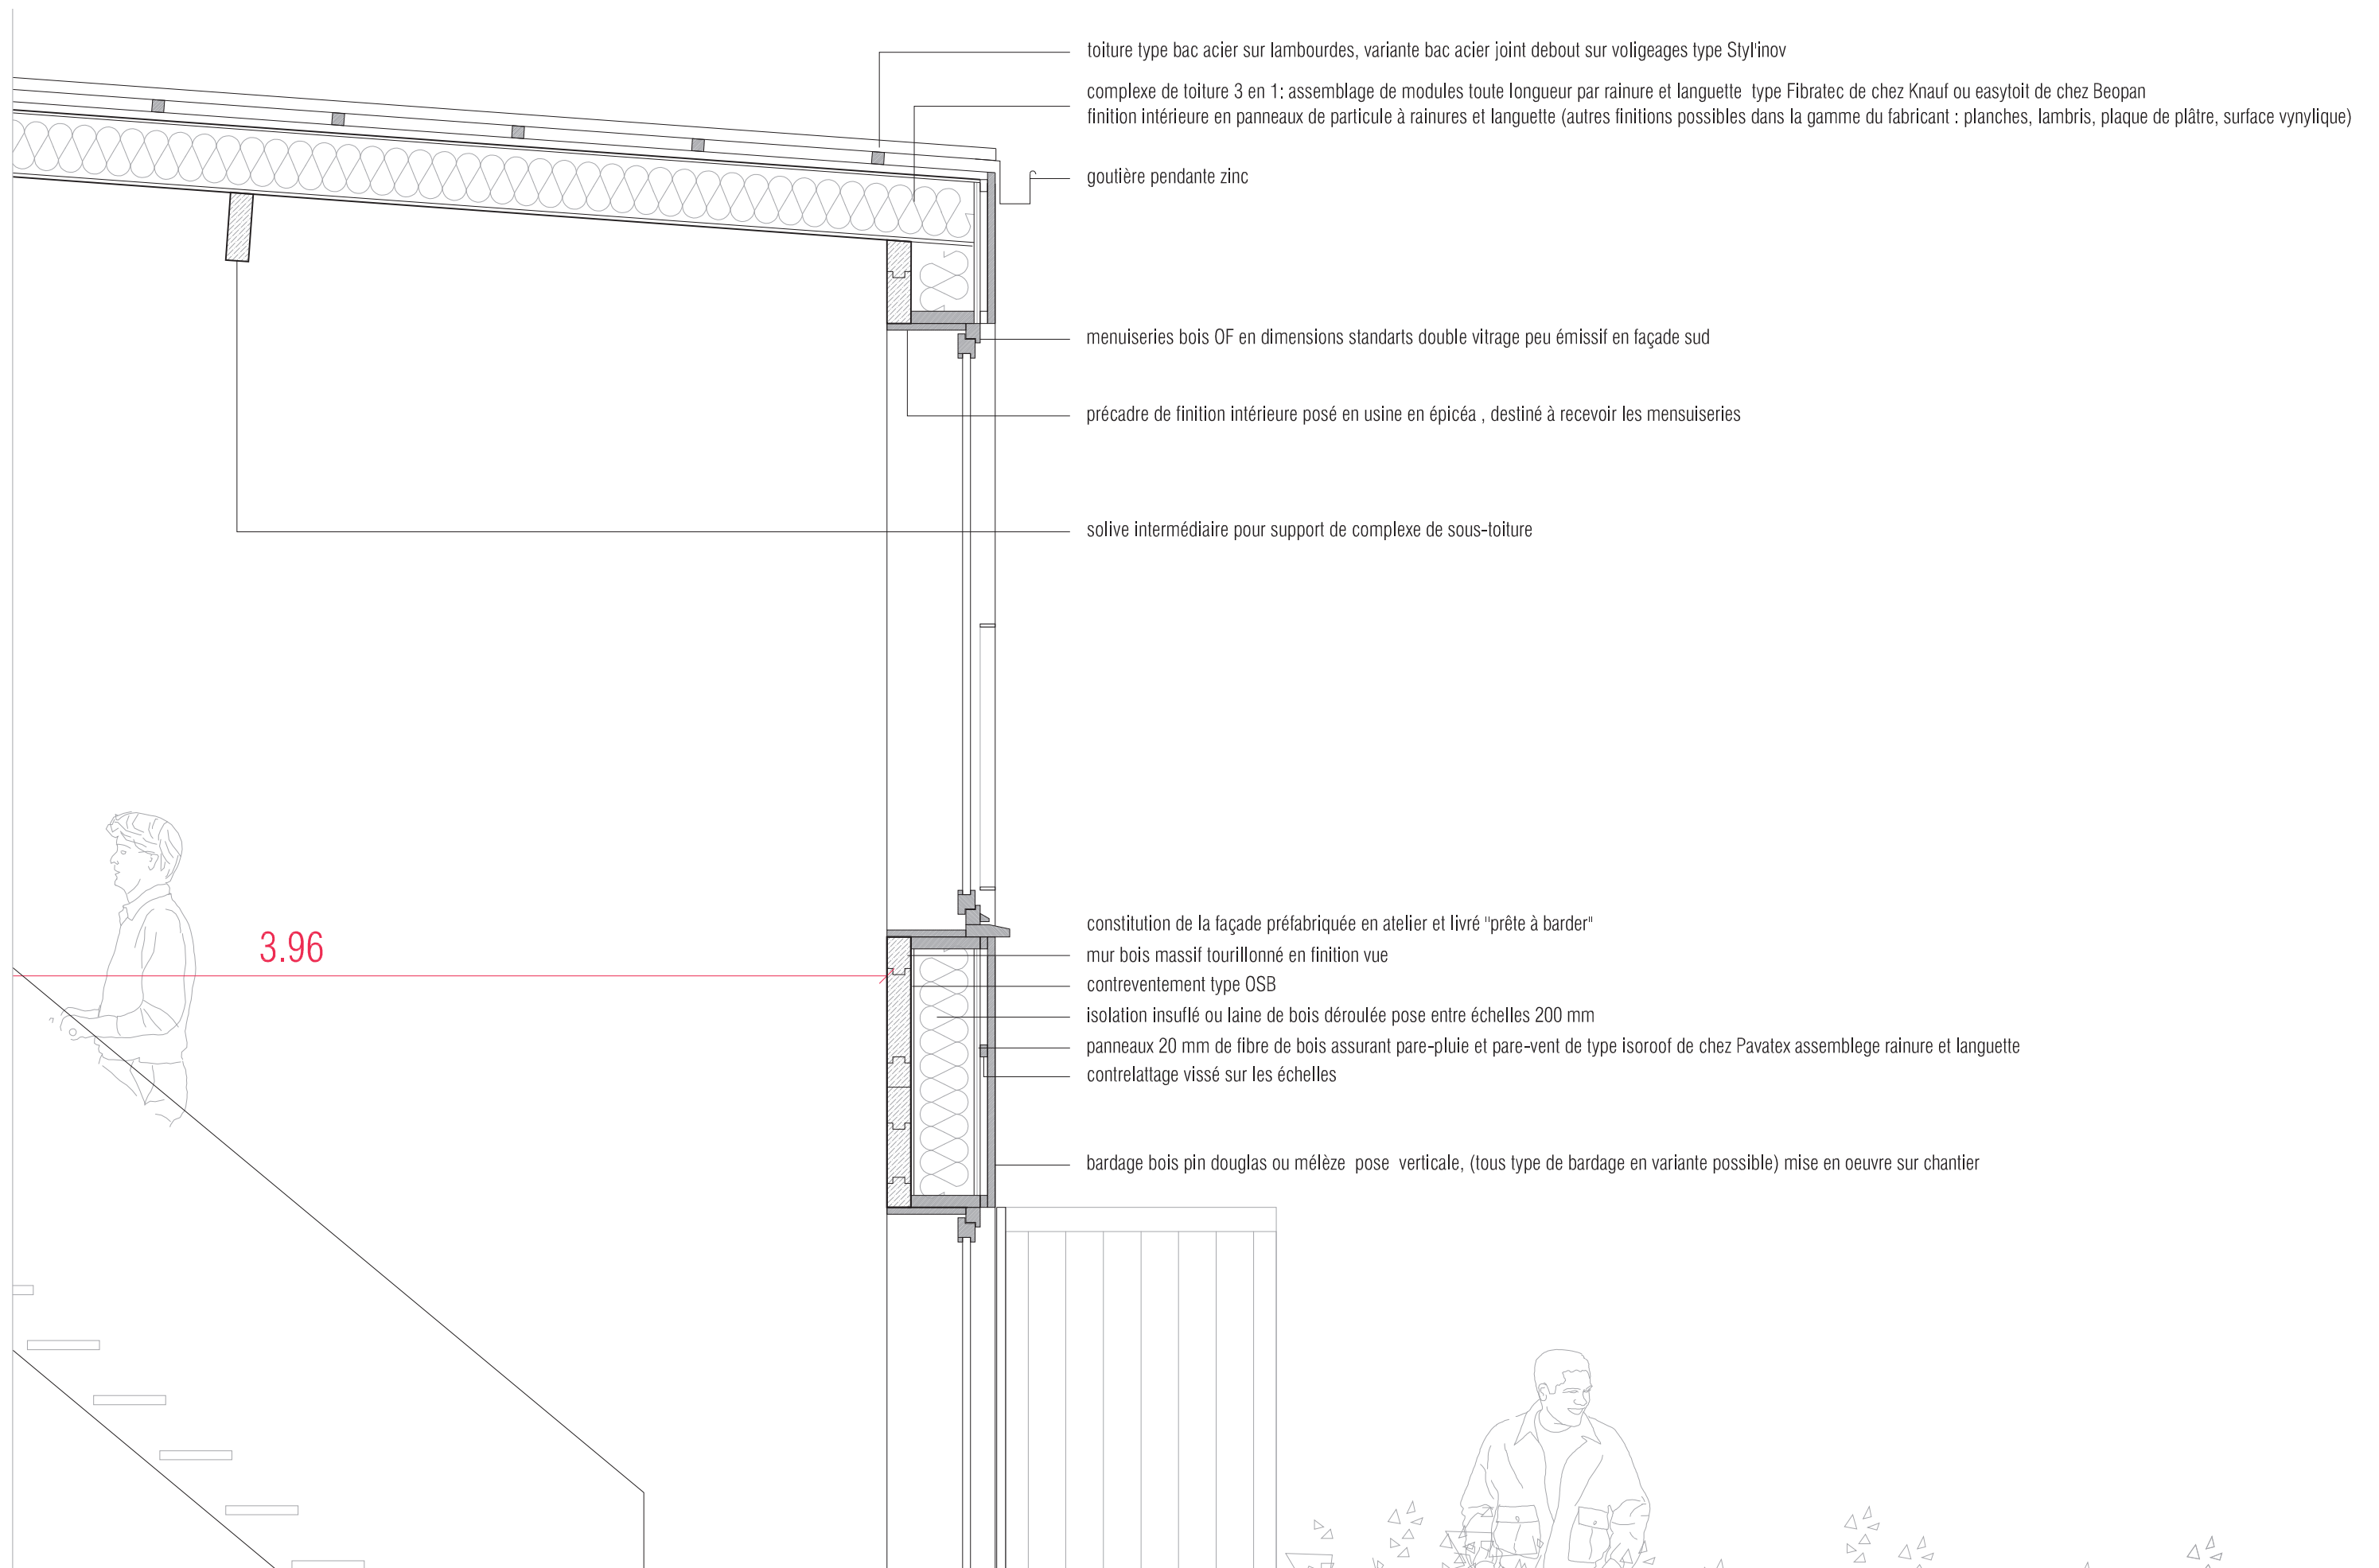 toiture type bac acier sur lambourdes, variante bac acier joint debout sur voligeages type Styl'inov
complexe de toiture 3 en 1: assemblage de modules toute longueur par rainure et languette type Fibratec de chez Knauf ou easytoit de chez Beopan
finition intérieure en panneaux de particule à rainures et languette (autres finitions possibles dans la gamme du fabricant : planches, lambris, plaque de plâtre, surface vynylique)
goutière pendante zinc
menuiseries bois OF en dimensions standarts double vitrage peu émissif en façade sud
précadre de finition intérieure posé en usine en épicéa , destiné à recevoir les mensuiseries
solive intermédiaire pour support de complexe de sous-toiture
constitution de la façade préfabriquée en atelier et livré "prête à barder"
3.96
mur bois massif tourillonné en finition vue
contreventement type OSB
isolation insuflé ou laine de bois déroulée pose entre échelles 200 mm
panneaux 20 mm de fibre de bois assurant pare-pluie et pare-vent de type isoroof de chez Pavatex assemblege rainure et languette
contrelattage vissé sur les échelles
bardage bois pin douglas ou mélèze pose verticale, (tous type de bardage en variante possible) mise en oeuvre sur chantier